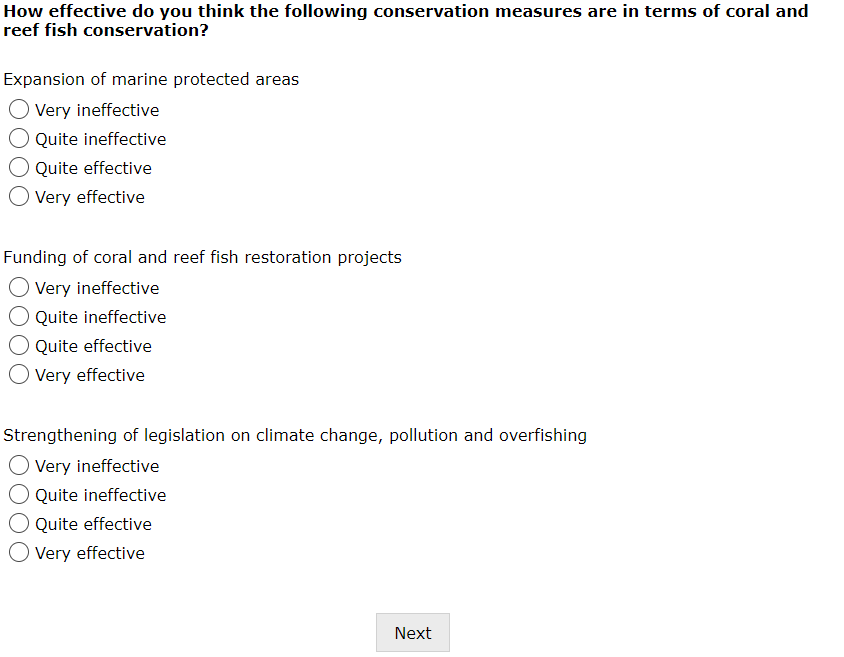 How effective do you think the following conservation measures are in terms of coral and
reef fish conservation?
Expansion of marine protected areas
Very ineffective
Quite ineffective
Quite effective
Very effective
Funding of coral and reef fish restoration projects
Very ineffective
Quite ineffective
Quite effective
Very effective
Strengthening of legislation on climate change, pollution and overfishing
Very ineffective
Quite ineffective
Quite effective
Very effective
Next